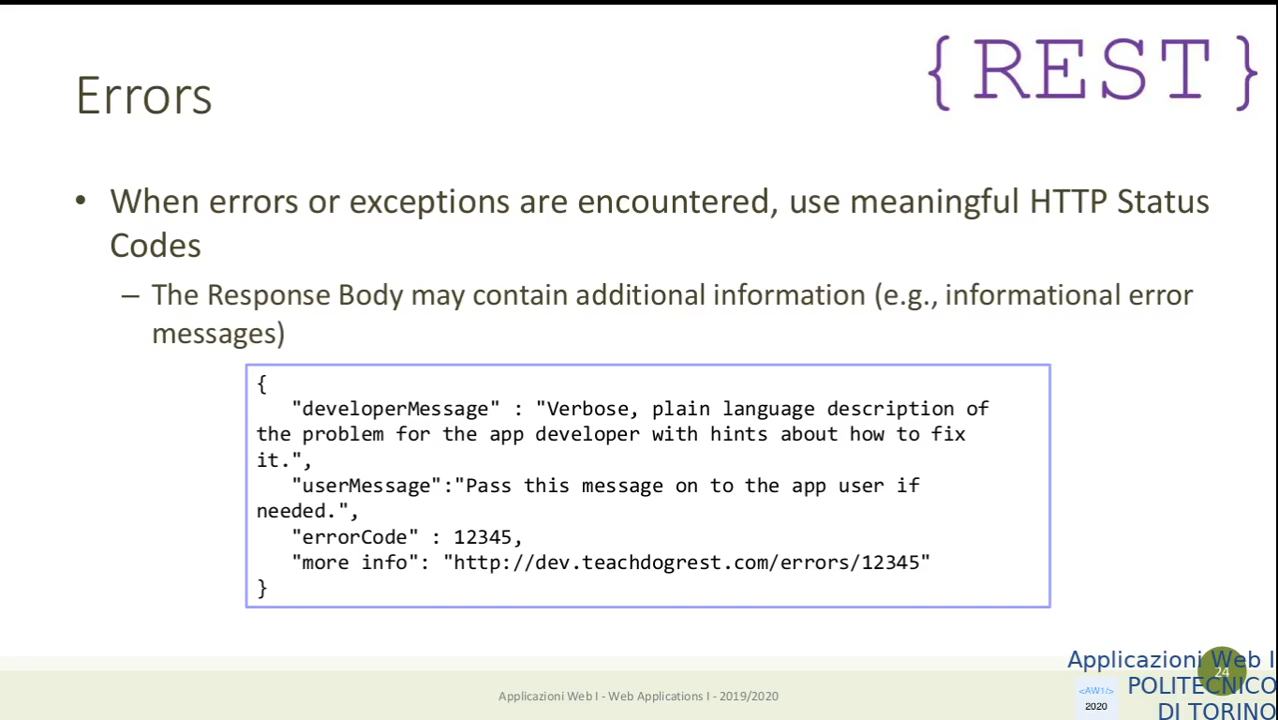 {REST}
Errors
• When errors or exceptions are encountered, use meaningful HTTP Status
Codes
– The Response Body may contain additional information (e.g., informational error
messages)
{
"developerMessage" : "Verbose, plain language description of
the problem for the app developer with hints about how to fix
it.",
"userMessage":"Pass this message on to the app user if
needed.",
"errorCode" : 12345,
"more info": "http://dev.teachdogrest.com/errors/12345"
}
Applicazioni Web I - Web Applications I - 2019/2020
24
Applicazioni Web I
POLITECNICO
DI TORINO
<AW1/>
2020